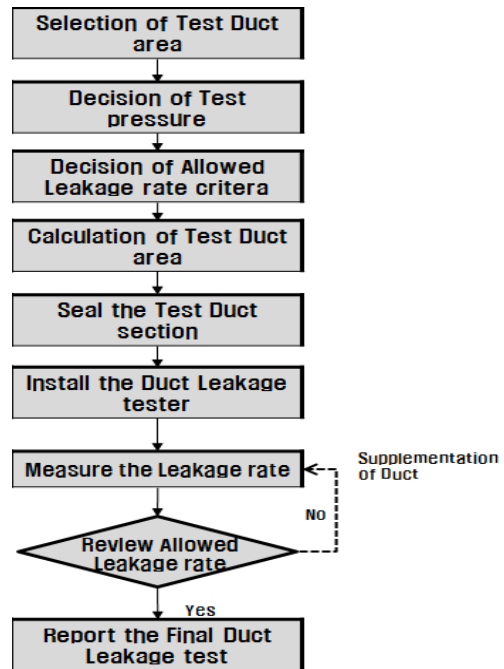 Selection of Test Duct
area
Decision of Test
pressure
Decision of Allowed
Leakage rate critera
Calculation of Test Duct
area
Seal the Test Duct
section
Install the Duct Leakage
tester
Measure the Leakage rate
Supplementation
of Duct
No
Review Allowed
Leakage rate
Yes
Report the Final Duct
Leakage test